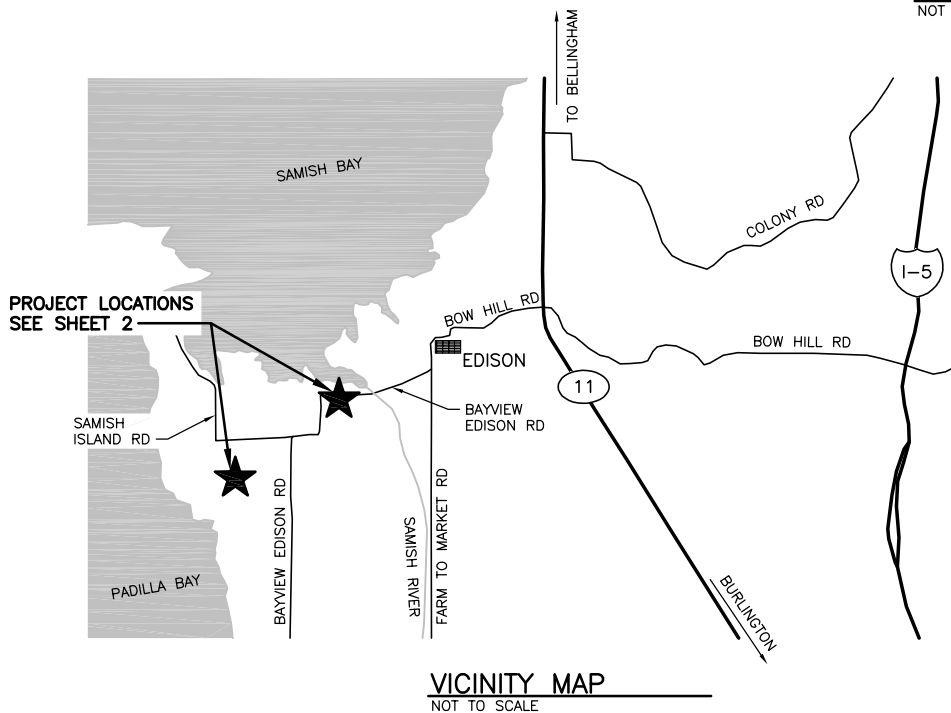 NOT
TO BELLINGHAM
SAMISH BAY
COLONY RD
I-5
PROJECT LOCATIONS
SEE SHEET 2
BOW HILL RD
BOW HILL RD
EDISON
11
SAMISH
ISLAND RD
BAYVIEW
EDISON RD
BAYVIEW EDISON RD
SAMISH RIVER
FARM TO MARKET RD
PADILLA BAY
BURLINGTON
VICINITY MAP
NOT TO SCALE